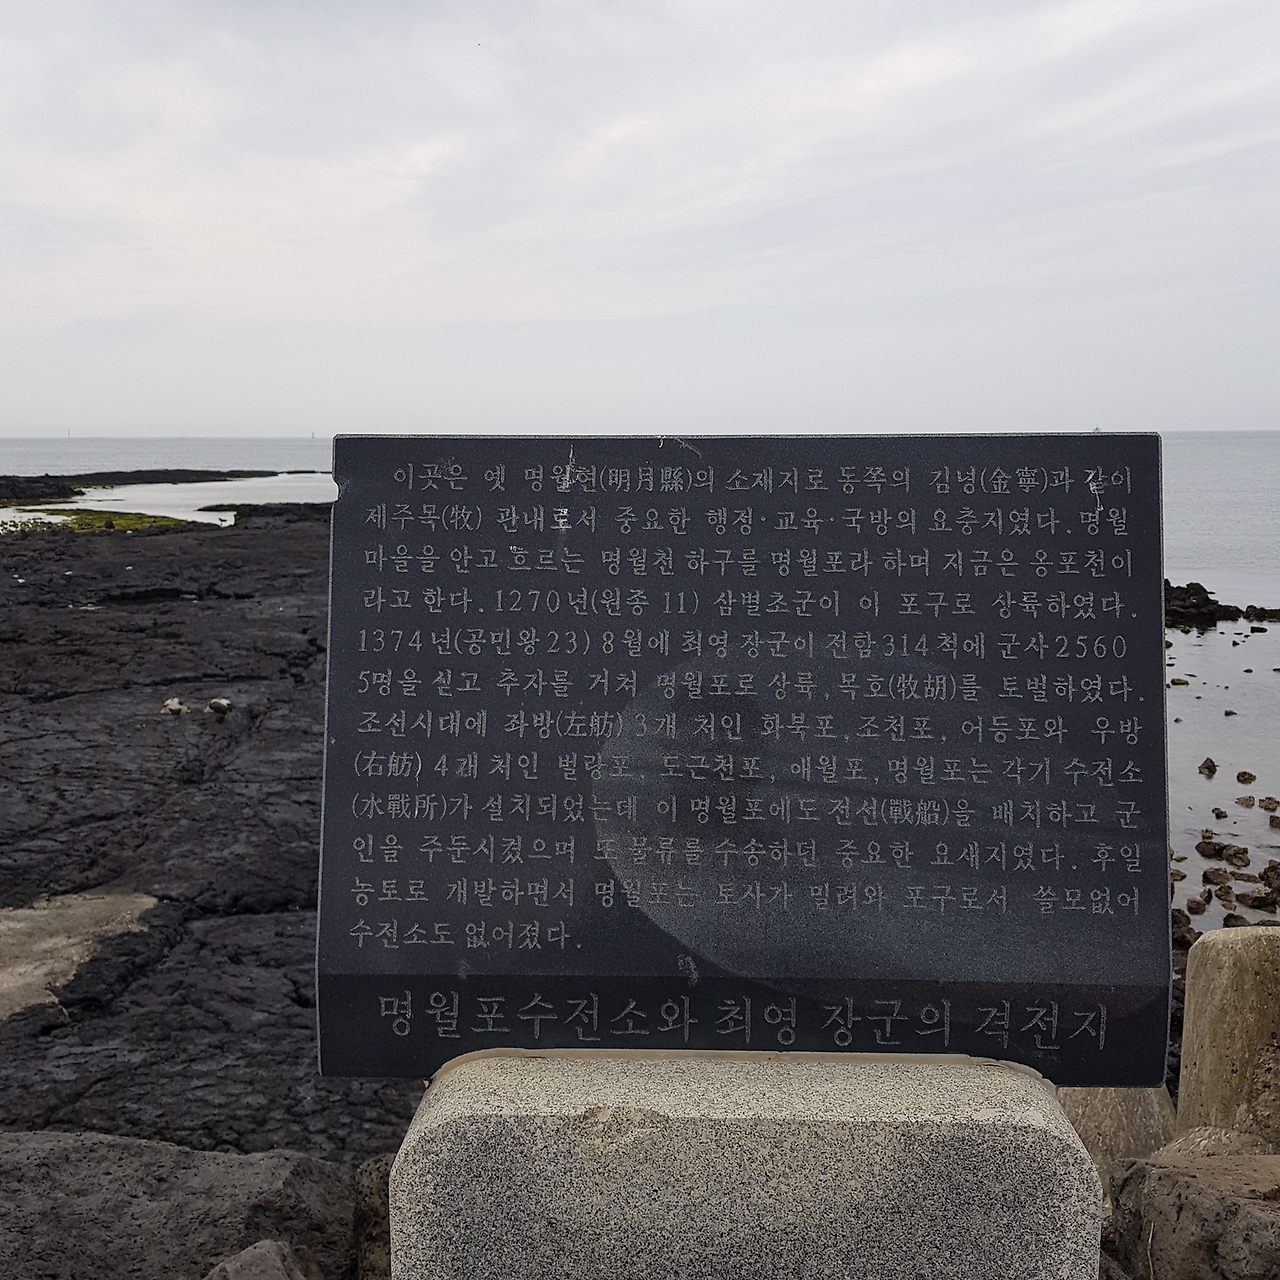 이곳은 옛 명월현(明月縣)의 소재지로 동쪽의 김녕(金寧)과 같이
제주목(牧) 관내로서 중요한 행정·교육·국방의 요충지였다. 명월
마을을 안고 흐르는 명월천 하구를 명월포라 하며 지금은 옹포천이
라고 한다. 1270년(원종 11) 삼별초군이 이 포구로 상륙하였다.
1374년(공민왕23) 8월에 최영 장군이 전함314척에 군사2560
5명을 싣고 추자를 거쳐 명월포로 상륙, 목호(牧胡)를 토벌하였다.
조선시대에 좌방(左舫) 3개 처인 화북포, 조천포, 어등포와 우방
(右舫) 4개 처인 벌랑포, 도근천포, 애월포, 명월포는 각기 수전소
(水戰所)가 설치되었는데 이 명월포에도 전선(戰船)을 배치하고 군
인을 주둔시켰으며 또 물류를 수송하던 중요한 요새지였다. 후일
농토로 개발하면서 명월포는 토사가 밀려와 포구로서 쓸모없어
수전소도 없어졌다.
명월포수전소와 최영 장군의 격전지